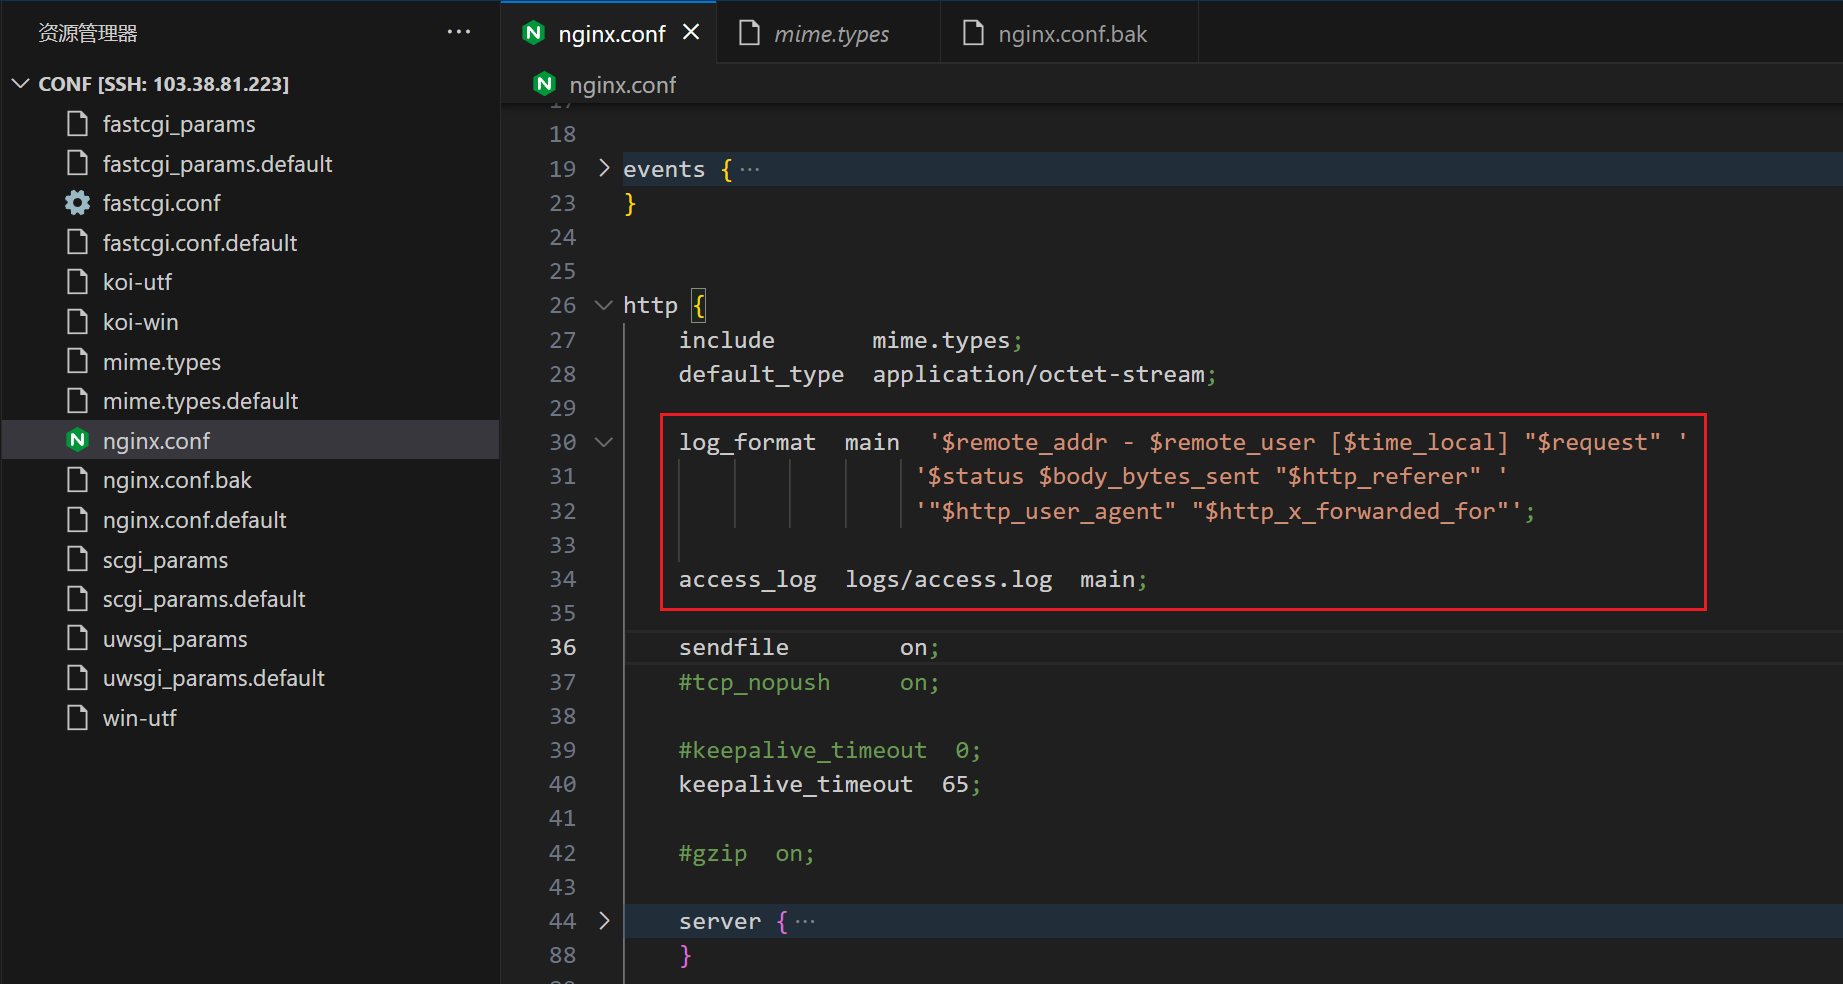 资源管理器
CONF [SSH: 103.38.81.223]
fastcgi_params
fastcgi_params.default
fastcgi.conf
fastcgi.conf.default
koi-utf
koi-win
mime.types
mime.types.default
nginx.conf
nginx.conf.bak
nginx.conf.default
scgi_params
scgi_params.default
uwsgi_params
uwsgi_params.default
win-utf
nginx.conf mime.types nginx.conf.bak
nginx.conf
17
18
19 events {···
23 }
24
25
26 http {
27     include       mime.types;
28     default_type  application/octet-stream;
29
30     log_format  main  '$remote_addr - $remote_user [$time_local] "$request" '
31                      '$status $body_bytes_sent "$http_referer" '
32                      '"$http_user_agent" "$http_x_forwarded_for"';
33
34     access_log  logs/access.log  main;
35
36     sendfile        on;
37     #tcp_nopush     on;
38
39     #keepalive_timeout  0;
40     keepalive_timeout  65;
41
42     #gzip  on;
43
44     server {···
88     }